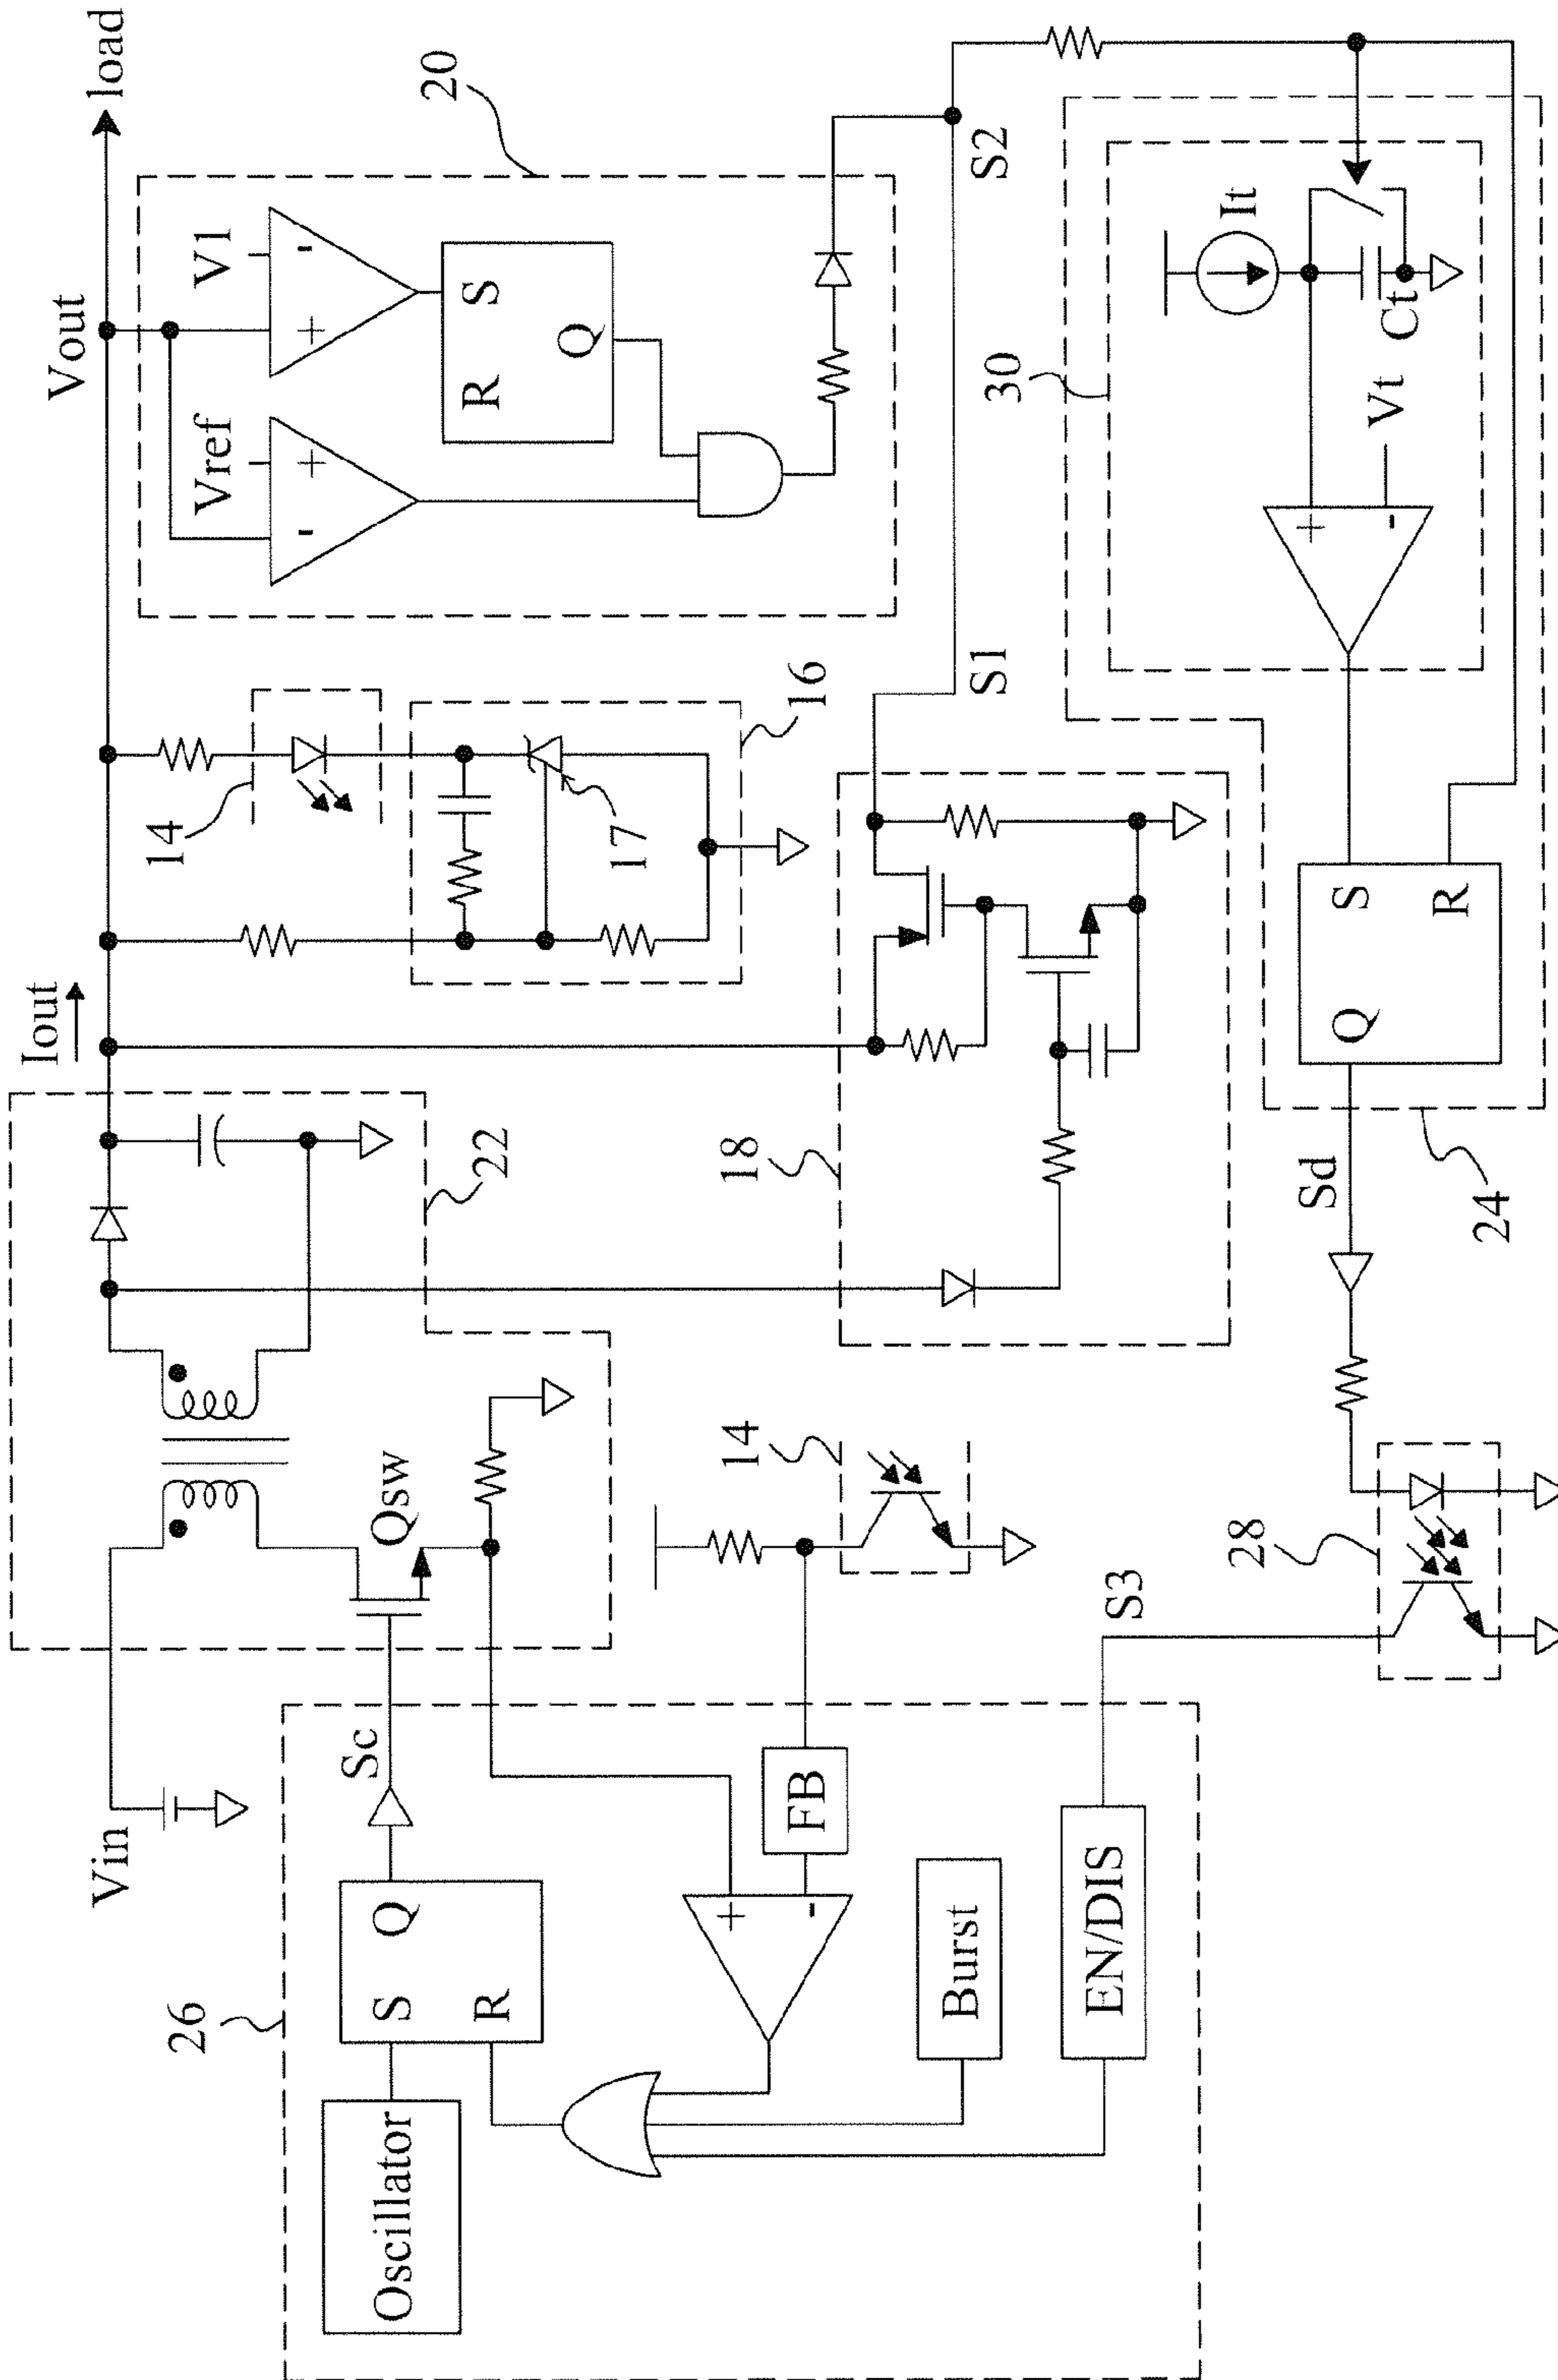 Vin
Iout
Vout
load
22
Qsw
26
Oscillator
S
Q
R
Sc
FB
+
-
Burst
EN/DIS
S3
14
14
16
17
Vref
V1
-
+
+
-
R
S
Q
20
18
S1
S2
28
Sd
24
Q
S
R
30
+
-
Vt
Ct
It